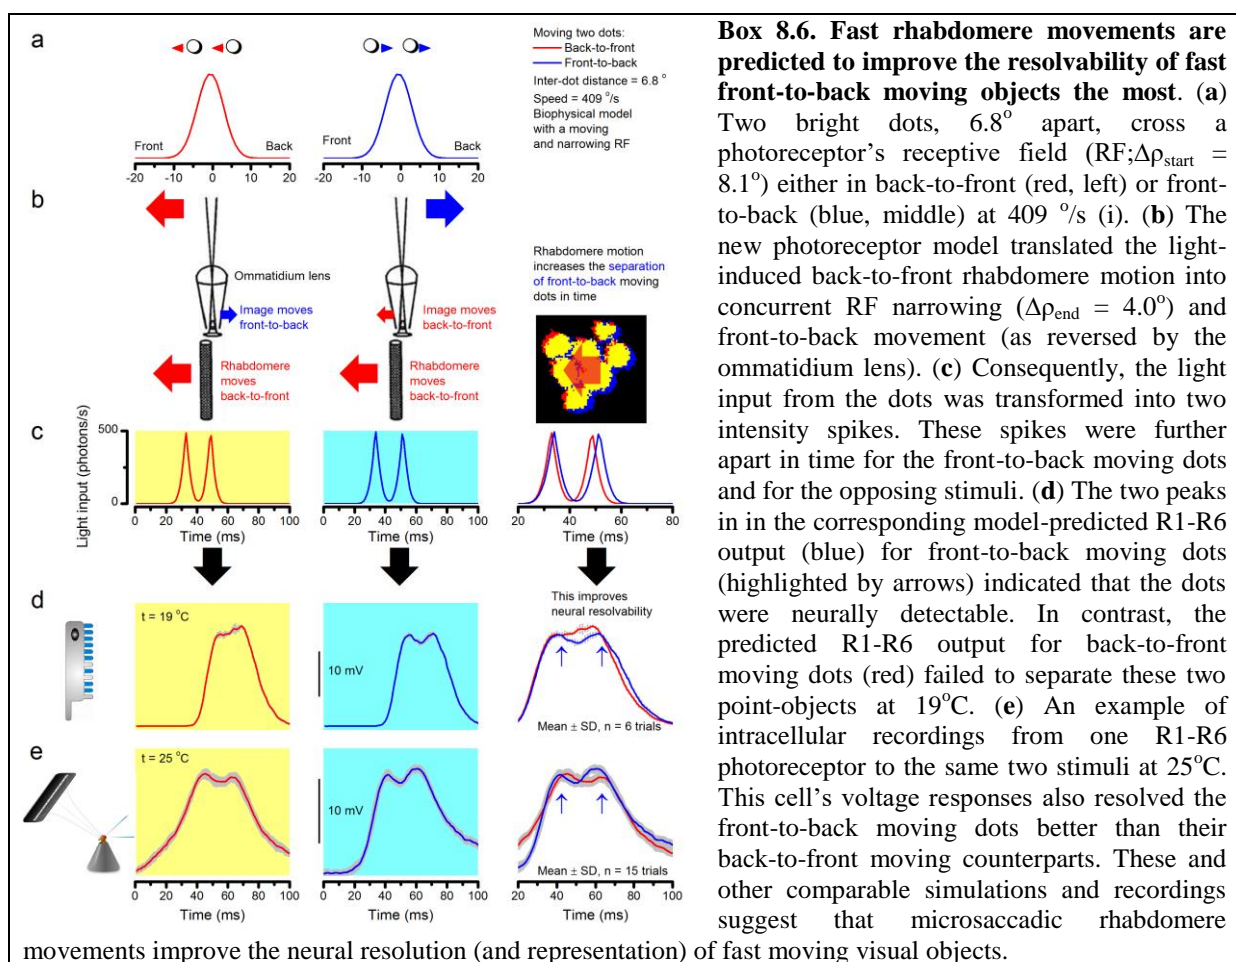 a
Front
Back
-20 -10 0 10 20
Front
Back
-20 -10 0 10 20
Moving two dots:
Back-to-front
Front-to-back
Inter-dot distance = 6.8 °
Speed = 409 °/s
Biophysical model
with a moving
and narrowing RF
b
Ommatidium lens
Image moves
front-to-back
Rhabdomere
moves
back-to-front
Image moves
back-to-front
Rhabdomere
moves
back-to-front
Rhabdomere motion
increases the separation
of front-to-back moving
dots in time
c
Light input (photons/s)
500
0
0 20 40 60 80 100
Time (ms)
0 20 40 60 80 100
Time (ms)
20 40 60 80
Time (ms)
d
t = 19 °C
0 20 40 60 80 100
10 mV
0 20 40 60 80 100
This improves
neural resolvability
Mean ± SD, n = 6 trials
20 40 60 80 100
e
t = 25 °C
0 20 40 60 80 100
Time (ms)
10 mV
0 20 40 60 80 100
Time (ms)
Mean ± SD, n = 15 trials
20 40 60 80 100
Time (ms)
Box 8.6. Fast rhabdomere movements are
predicted to improve the resolvability of fast
front-to-back moving objects the most. (a)
Two bright dots, 6.8° apart, cross a
photoreceptor's receptive field (RF;Δρstart =
8.1°) either in back-to-front (red, left) or front-
to-back (blue, middle) at 409 °/s (i). (b) The
new photoreceptor model translated the light-
induced back-to-front rhabdomere motion into
concurrent RF narrowing (Δρend = 4.0°) and
front-to-back movement (as reversed by the
ommatidium lens). (c) Consequently, the light
input from the dots was transformed into two
intensity spikes. These spikes were further
apart in time for the front-to-back moving dots
and for the opposing stimuli. (d) The two peaks
in in the corresponding model-predicted R1-R6
output (blue) for front-to-back moving dots
(highlighted by arrows) indicated that the dots
were neurally detectable. In contrast, the
predicted R1-R6 output for back-to-front
moving dots (red) failed to separate these two
point-objects at 19°C. (e) An example of
intracellular recordings from one R1-R6
photoreceptor to the same two stimuli at 25°C.
This cell's voltage responses also resolved the
front-to-back moving dots better than their
back-to-front moving counterparts. These and
other comparable simulations and recordings
suggest that microsaccadic rhabdomere
movements improve the neural resolution (and representation) of fast moving visual objects.